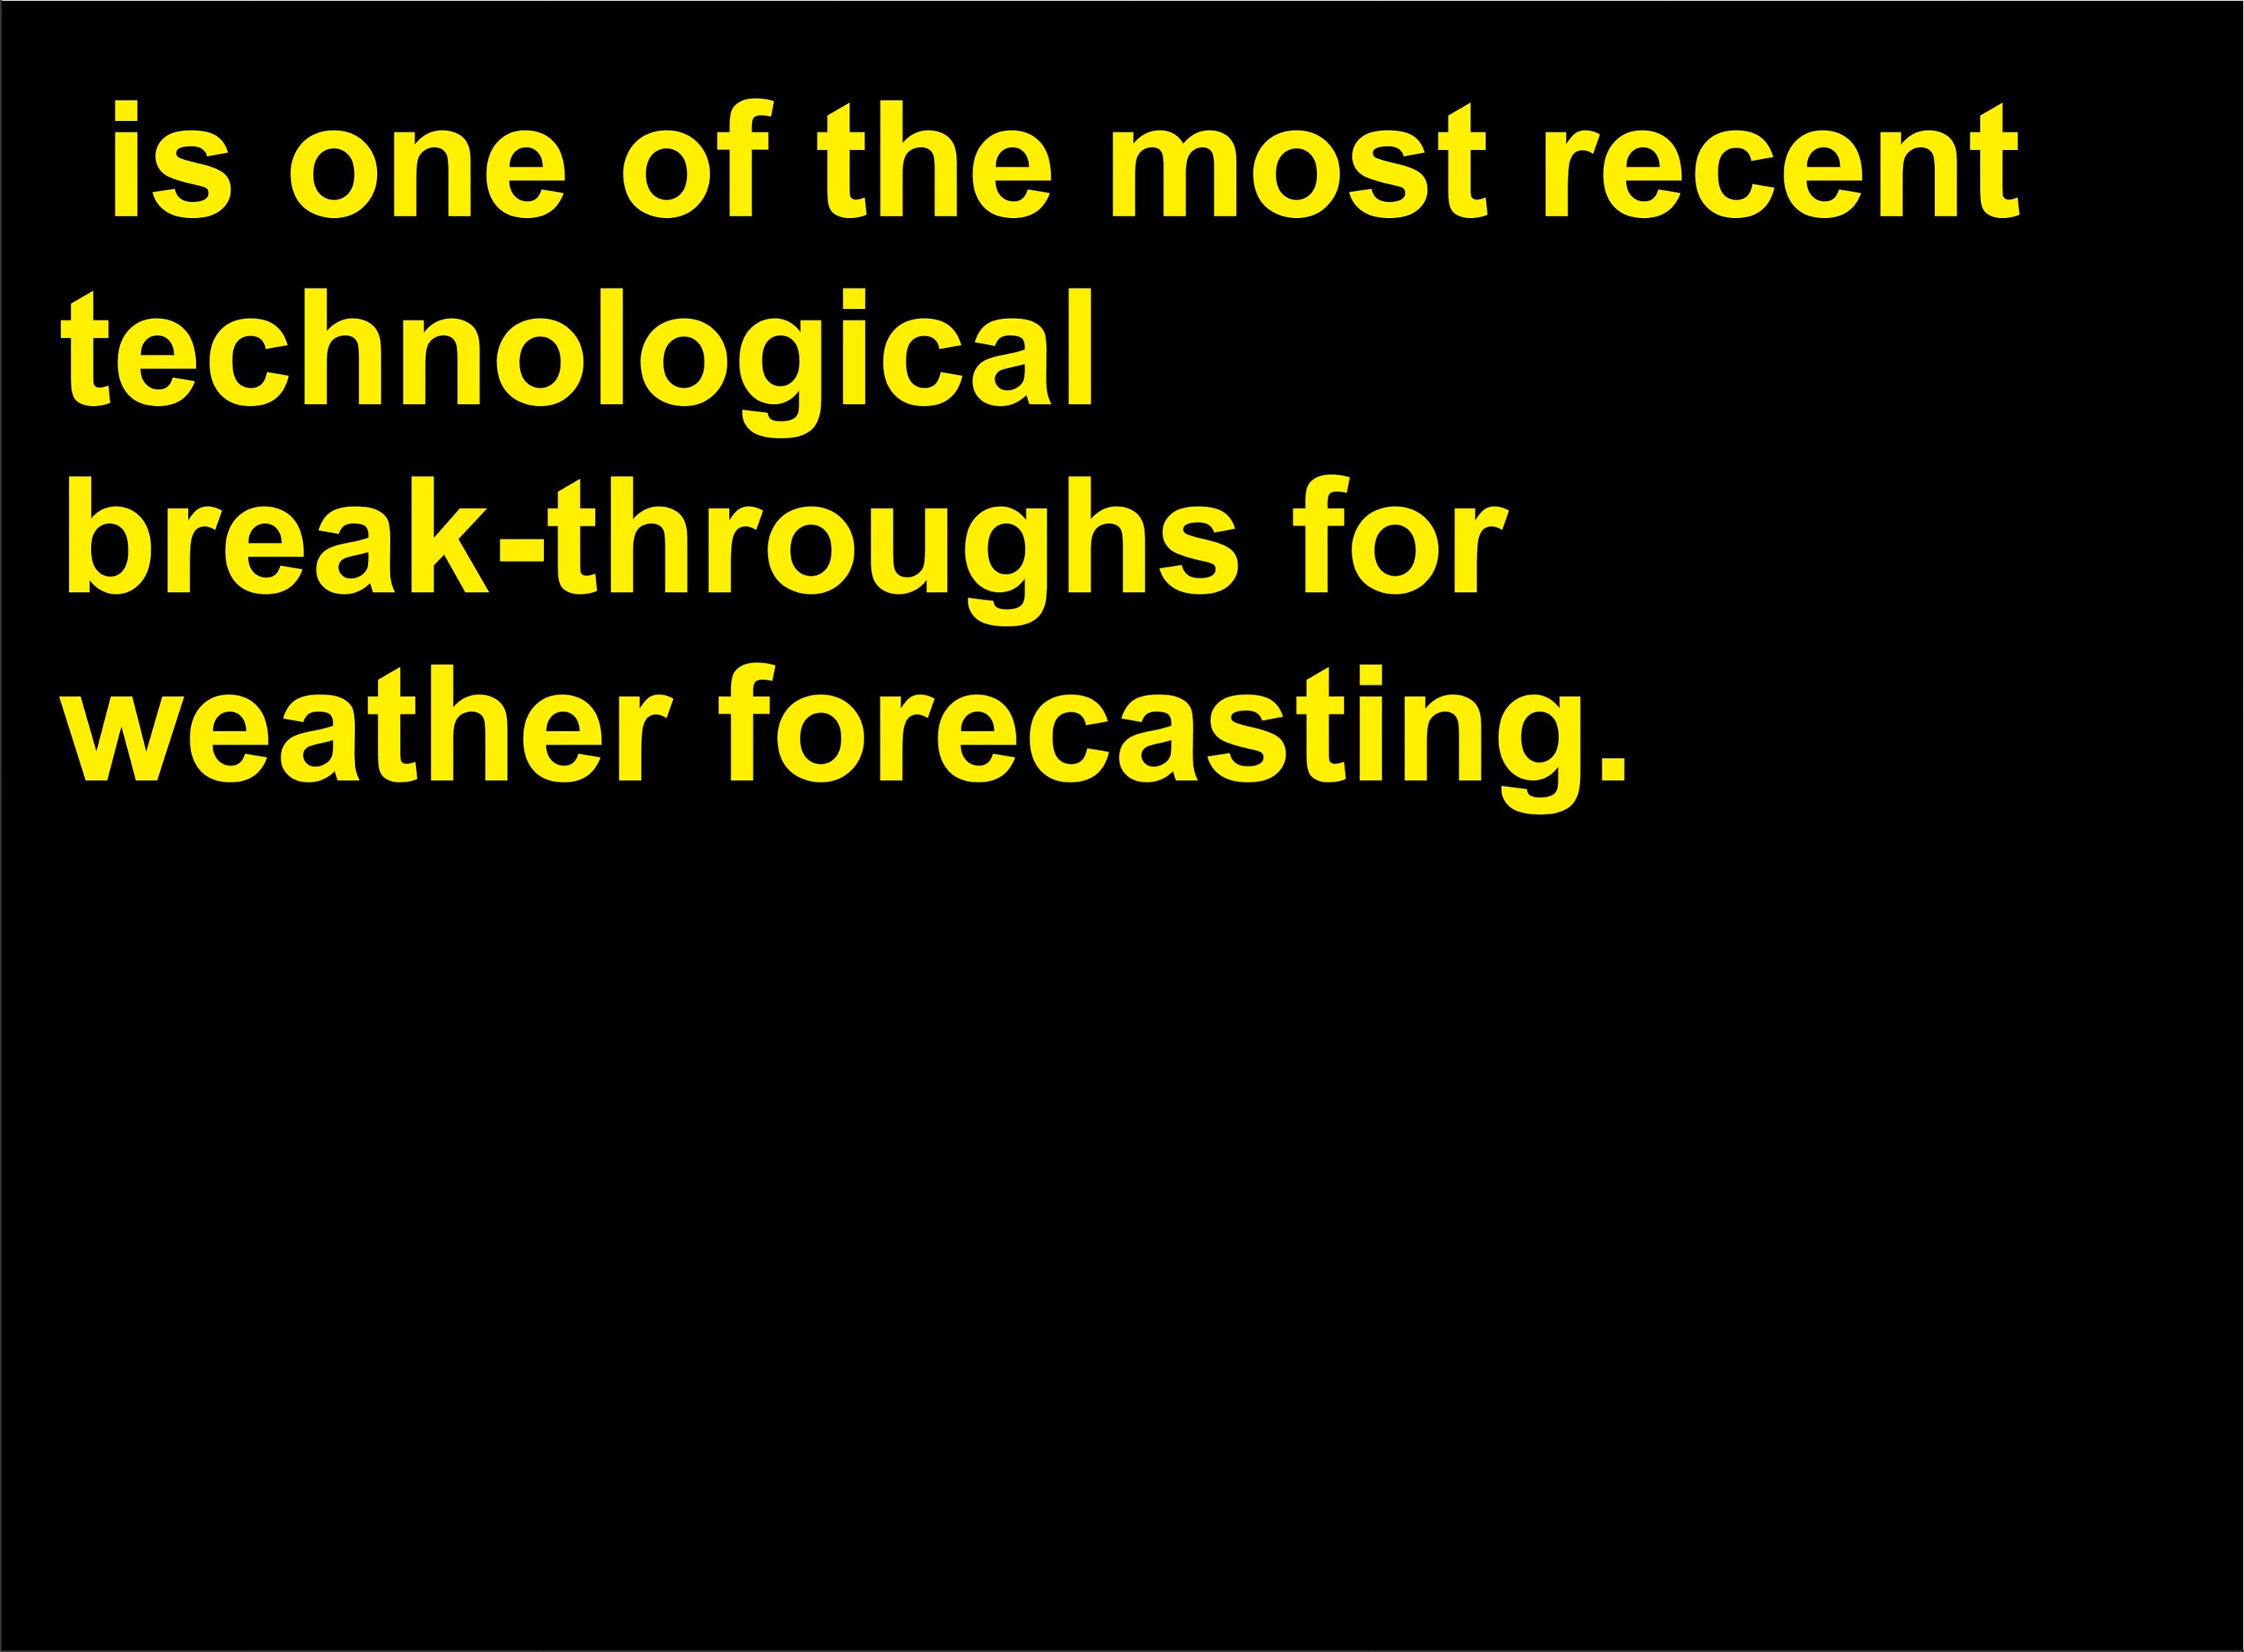 is one of the most recent
technological
break-throughs for
weather forecasting.